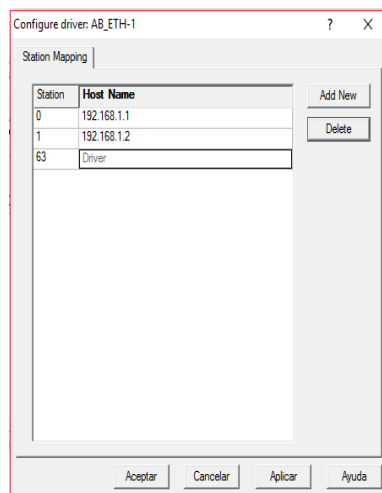 Configure driver: AB_ETH-1 ? X
Station Mapping
Station Host Name
0 192.168.1.1
1 192.168.1.2
63 Driver
Add New
Delete
Aceptar Cancelar Aplicar Ayuda